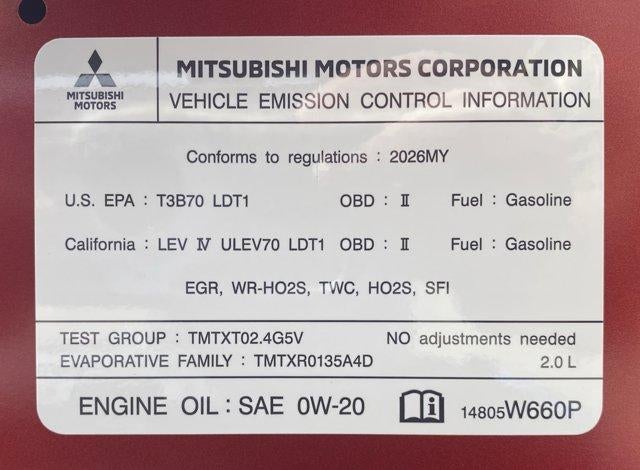 MITSUBISHI
MOTORS
MITSUBISHI MOTORS CORPORATION
VEHICLE EMISSION CONTROL INFORMATION
Conforms to regulations : 2026MY
U.S. EPA : T3B70 LDT1 OBD : Ⅱ Fuel : Gasoline
California : LEV Ⅳ ULEV70 LDT1 OBD : Ⅱ Fuel : Gasoline
EGR, WR-HO2S, TWC, HO2S, SFI
TEST GROUP : TMTXT02.4G5V NO adjustments needed
EVAPORATIVE FAMILY : TMTXR0135A4D 2.0 L
ENGINE OIL : SAE 0W-20 14805W660P